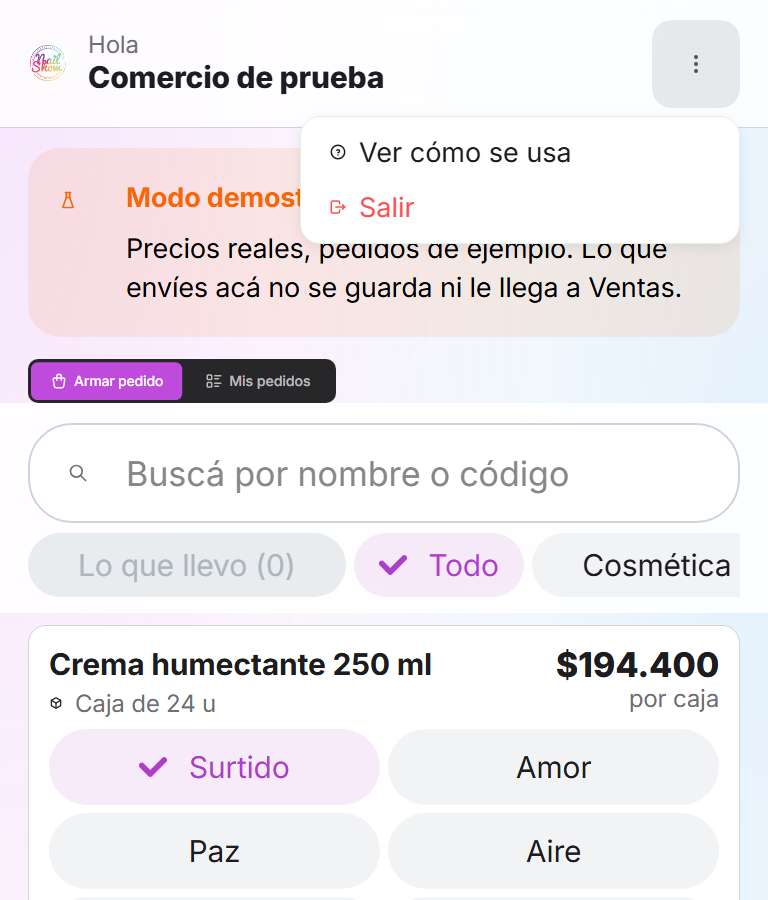 Nail
Show
Hola
Comercio de prueba
Ver cómo se usa
Salir
Modo demost
Precios reales, pedidos de ejemplo. Lo que
envíes acá no se guarda ni le llega a Ventas.
Armar pedido
Mis pedidos
Buscá por nombre o código
Lo que llevo (0)
Todo
Cosmética
Crema humectante 250 ml
$194.400
Caja de 24 u
por caja
Surtido
Amor
Paz
Aire